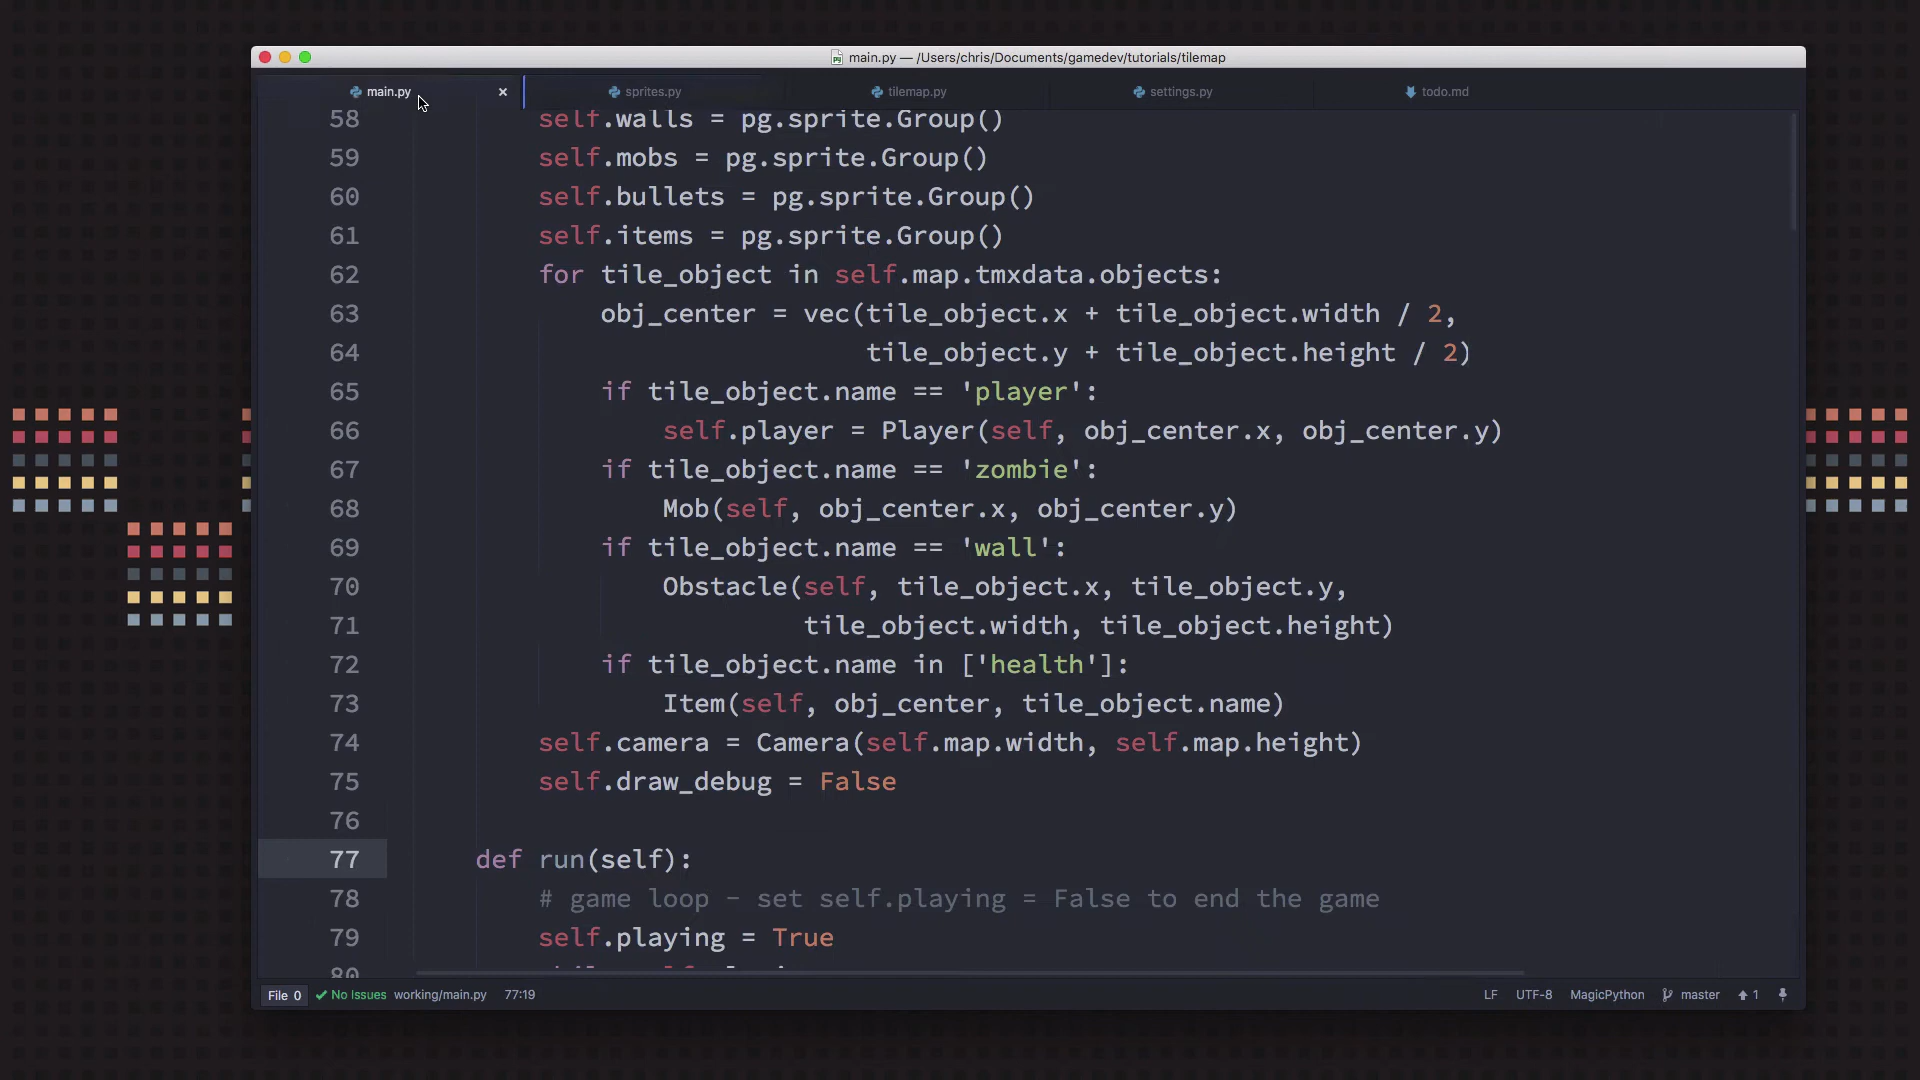 main.py — /Users/chris/Documents/gamedev/tutorials/tilemap
main.py × sprites.py tilemap.py settings.py todo.md
58 self.walls = pg.sprite.Group()
59 self.mobs = pg.sprite.Group()
60 self.bullets = pg.sprite.Group()
61 self.items = pg.sprite.Group()
62 for tile_object in self.map.tmxdata.objects:
63 obj_center = vec(tile_object.x + tile_object.width / 2,
64 tile_object.y + tile_object.height / 2)
65 if tile_object.name == 'player':
66 self.player = Player(self, obj_center.x, obj_center.y)
67 if tile_object.name == 'zombie':
68 Mob(self, obj_center.x, obj_center.y)
69 if tile_object.name == 'wall':
70 Obstacle(self, tile_object.x, tile_object.y,
71 tile_object.width, tile_object.height)
72 if tile_object.name in ['health']:
73 Item(self, obj_center, tile_object.name)
74 self.camera = Camera(self.map.width, self.map.height)
75 self.draw_debug = False
76
77 def run(self):
78 # game loop - set self.playing = False to end the game
79 self.playing = True
80
File 0 No Issues working/main.py 77:19 LF UTF-8 MagicPython master 1